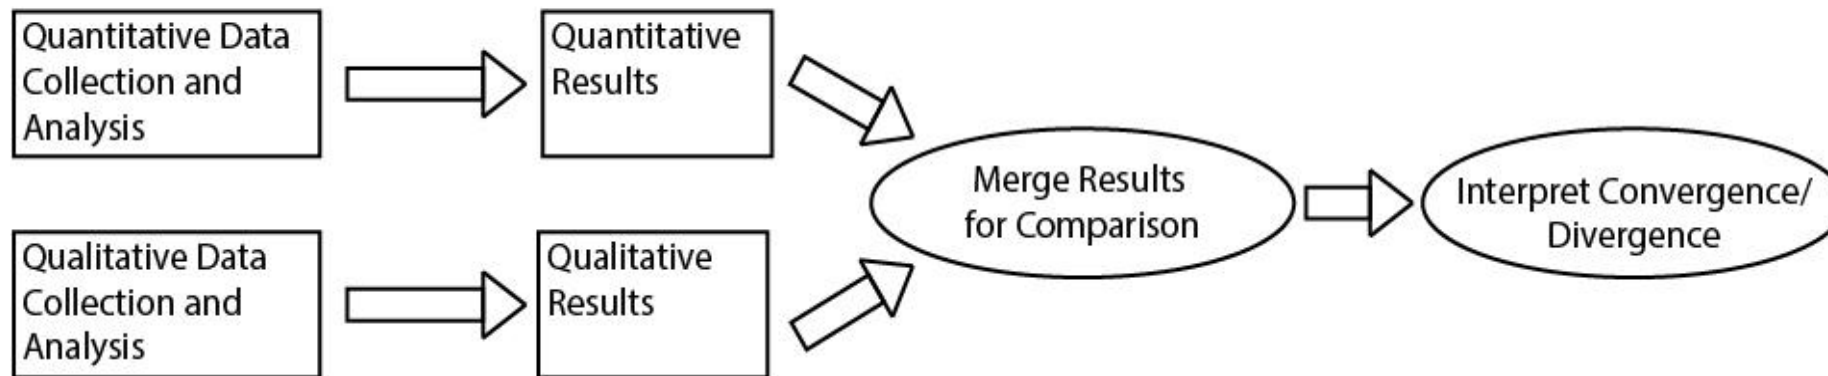 Quantitative Data
Collection and
Analysis
Quantitative
Results
Qualitative Data
Collection and
Analysis
Qualitative
Results
Merge Results
for Comparison
Interpret Convergence/
Divergence